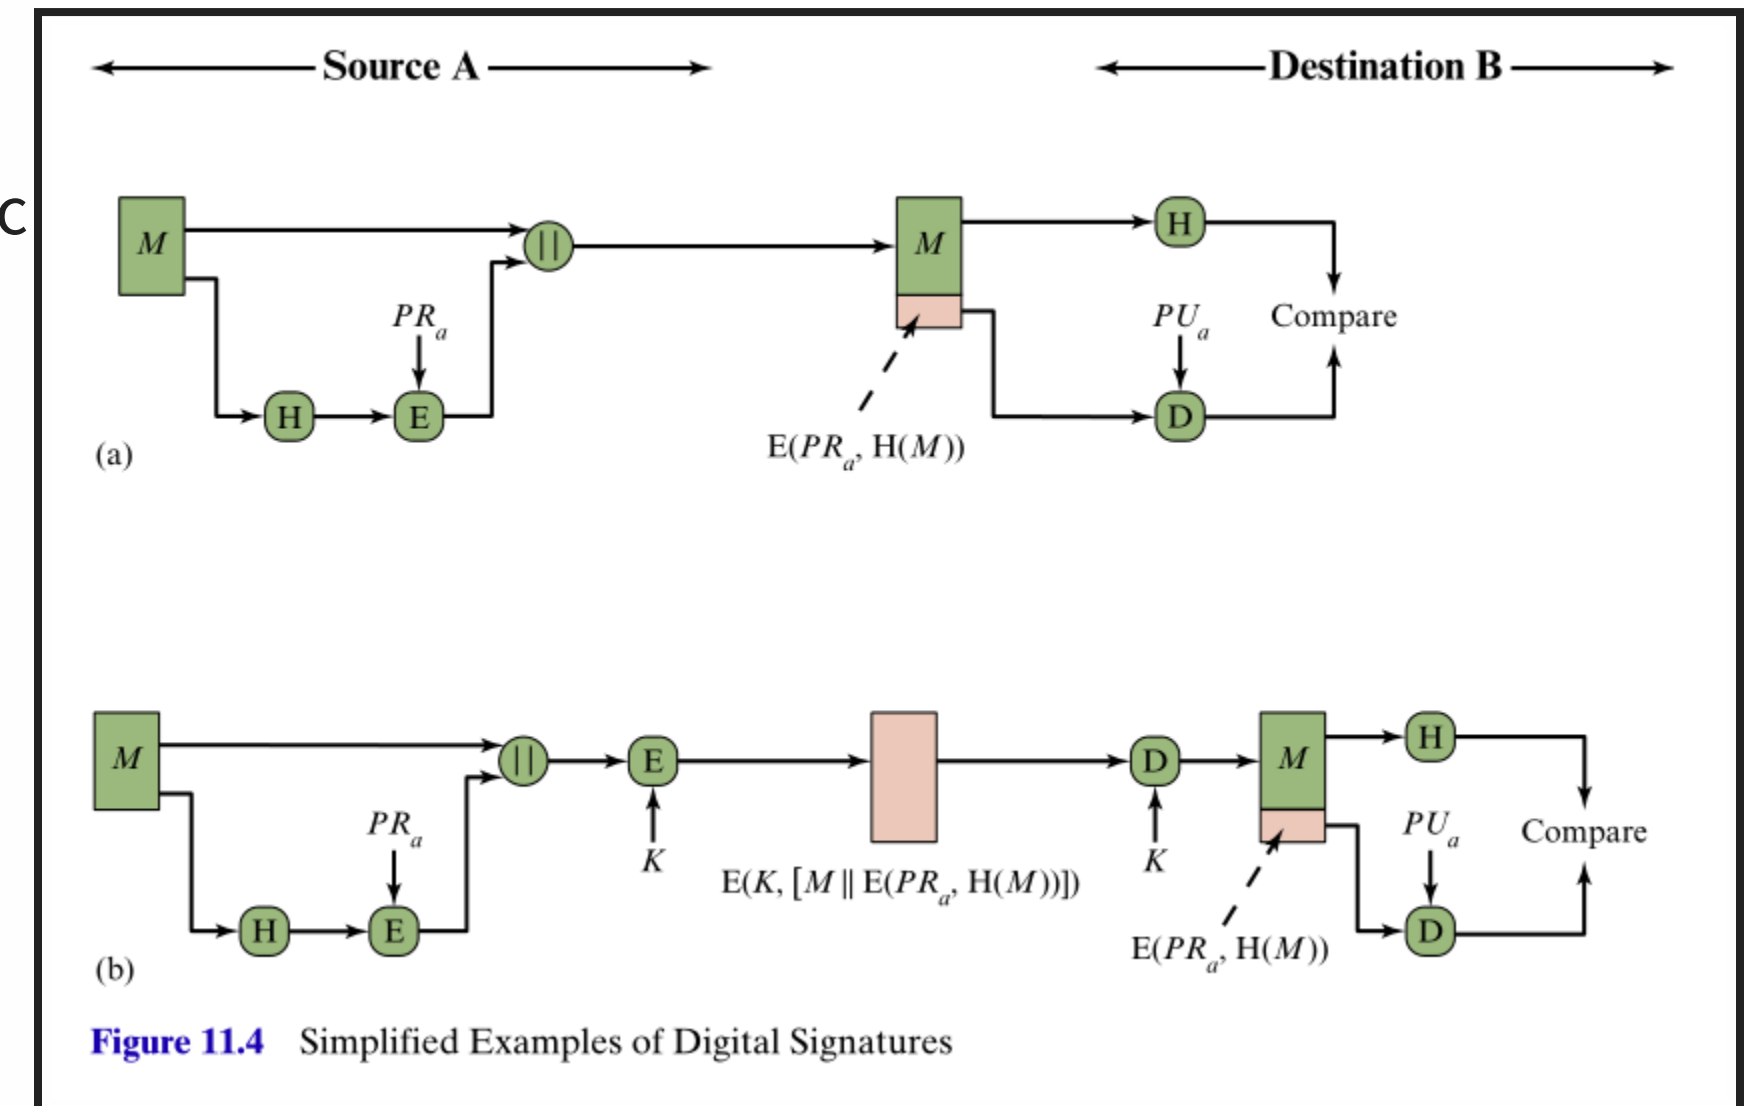 Source A
Destination B
C
M
||
M
H
PRₐ
PUₐ
Compare
H
E
D
E(PRₐ, H(M))
(a)
M
||
E
D
M
H
PRₐ
K
K
PUₐ
Compare
E(K, [M || E(PRₐ, H(M))])
H
E
D
E(PRₐ, H(M))
(b)
Figure 11.4 Simplified Examples of Digital Signatures